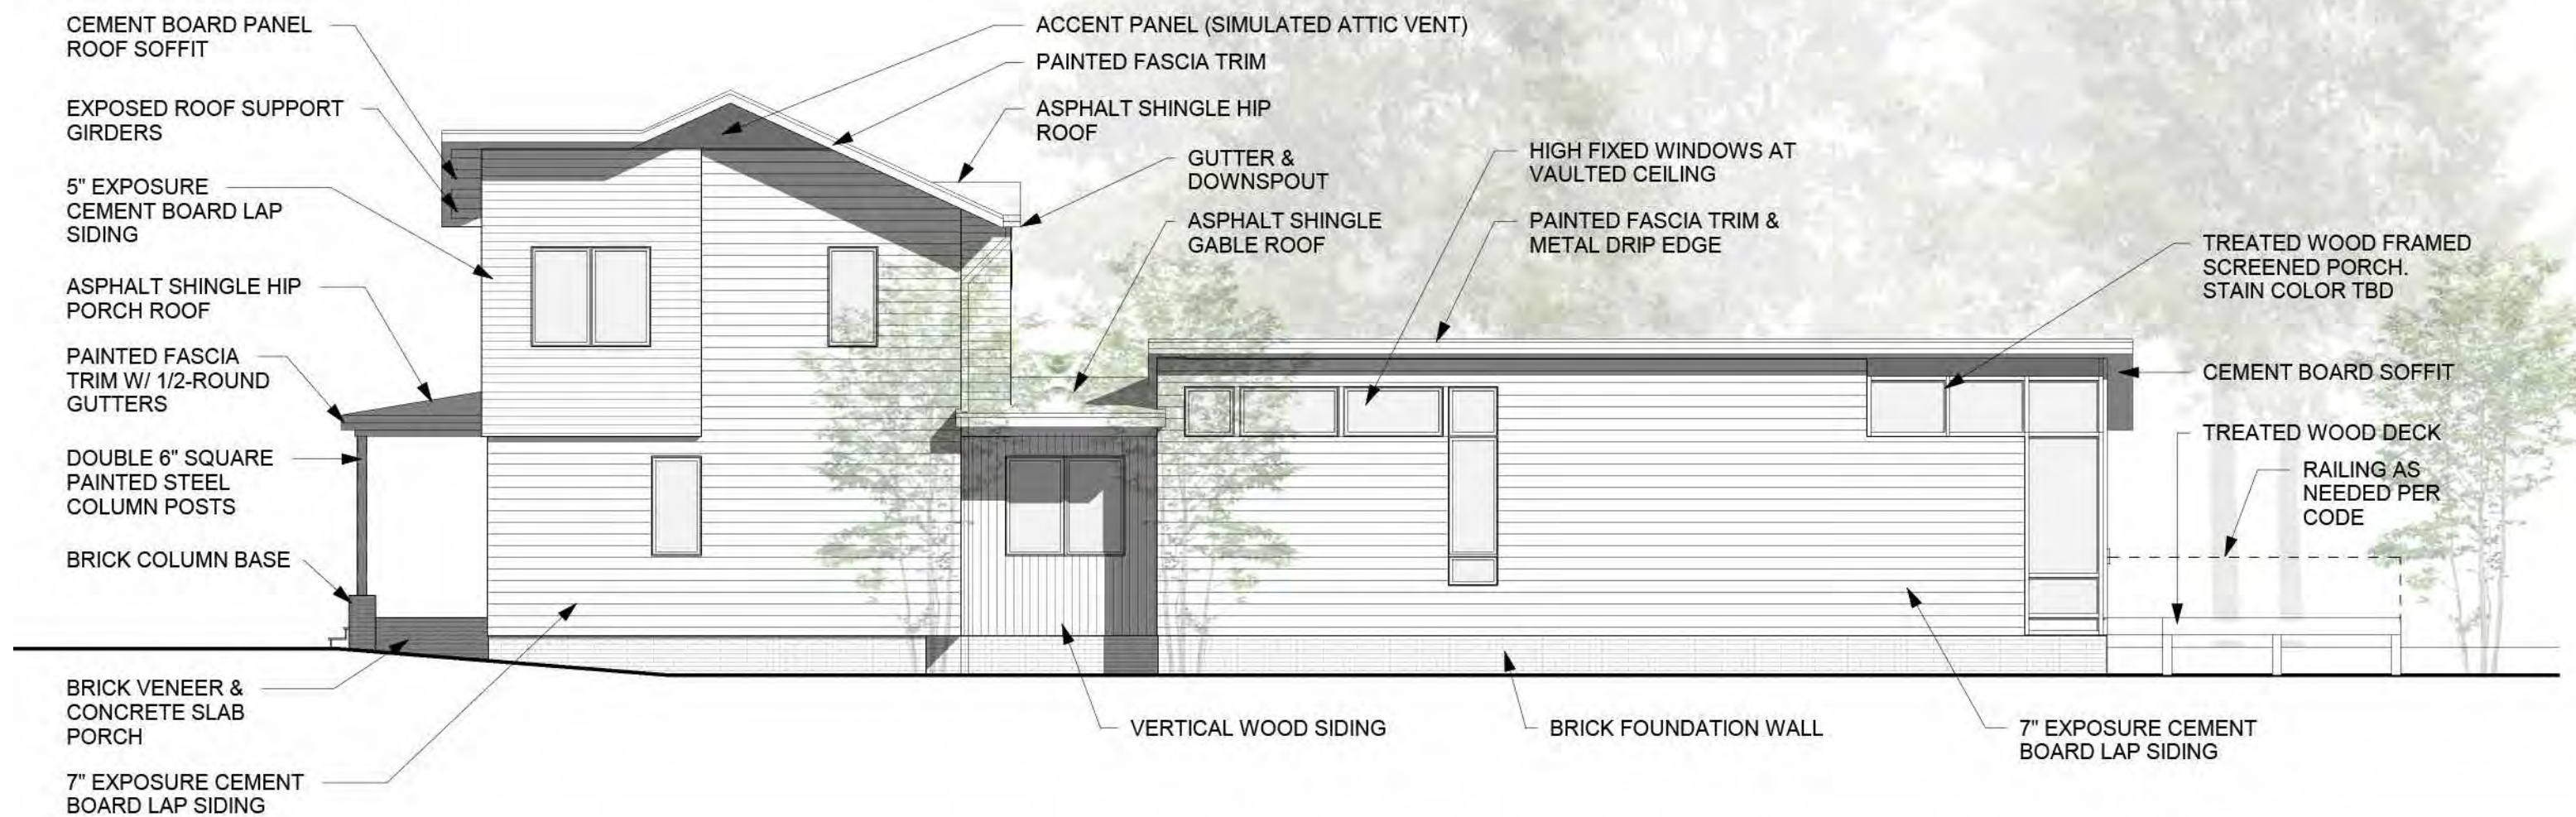 CEMENT BOARD PANEL
ROOF SOFFIT
EXPOSED ROOF SUPPORT
GIRDERS
5" EXPOSURE
CEMENT BOARD LAP
SIDING
ASPHALT SHINGLE HIP
PORCH ROOF
PAINTED FASCIA
TRIM W/ 1/2-ROUND
GUTTERS
DOUBLE 6" SQUARE
PAINTED STEEL
COLUMN POSTS
BRICK COLUMN BASE
BRICK VENEER &
CONCRETE SLAB
PORCH
7" EXPOSURE CEMENT
BOARD LAP SIDING
ACCENT PANEL (SIMULATED ATTIC VENT)
PAINTED FASCIA TRIM
ASPHALT SHINGLE HIP
ROOF
GUTTER &
DOWNSPOUT
ASPHALT SHINGLE
GABLE ROOF
HIGH FIXED WINDOWS AT
VAULTED CEILING
PAINTED FASCIA TRIM &
METAL DRIP EDGE
TREATED WOOD FRAMED
SCREENED PORCH.
STAIN COLOR TBD
CEMENT BOARD SOFFIT
TREATED WOOD DECK
RAILING AS
NEEDED PER
CODE
VERTICAL WOOD SIDING
BRICK FOUNDATION WALL
7" EXPOSURE CEMENT
BOARD LAP SIDING